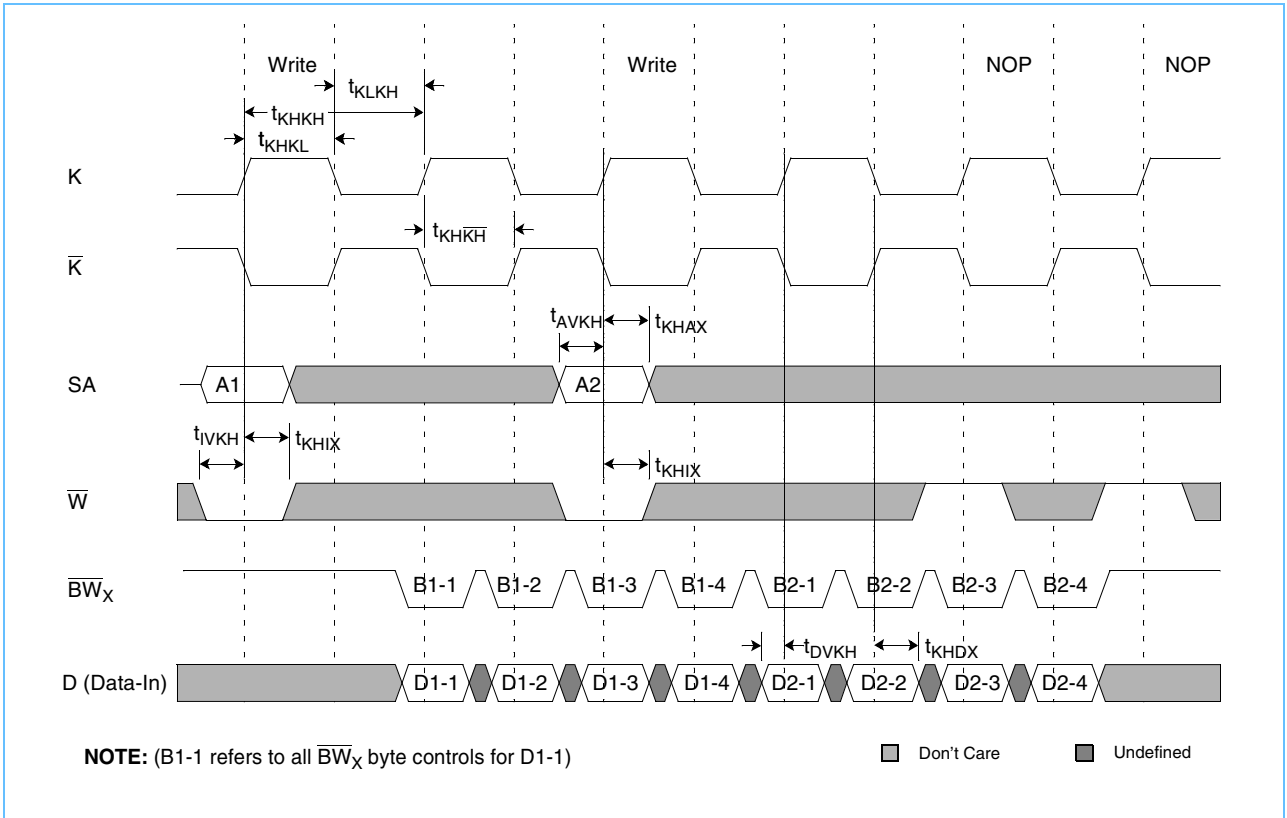 Write Write NOP NOP
tKLKH
tKHKH
tKHKL
K
tKHK̅H̅
K̅
tAVKH tKHAX
SA A1 A2
tIVKH tKHIX tKHIX
W̅
B̅W̅X B1-1 B1-2 B1-3 B1-4 B2-1 B2-2 B2-3 B2-4
tDVKH tKHDX
D (Data-In) D1-1 D1-2 D1-3 D1-4 D2-1 D2-2 D2-3 D2-4
NOTE: (B1-1 refers to all B̅W̅X byte controls for D1-1) Don't Care Undefined